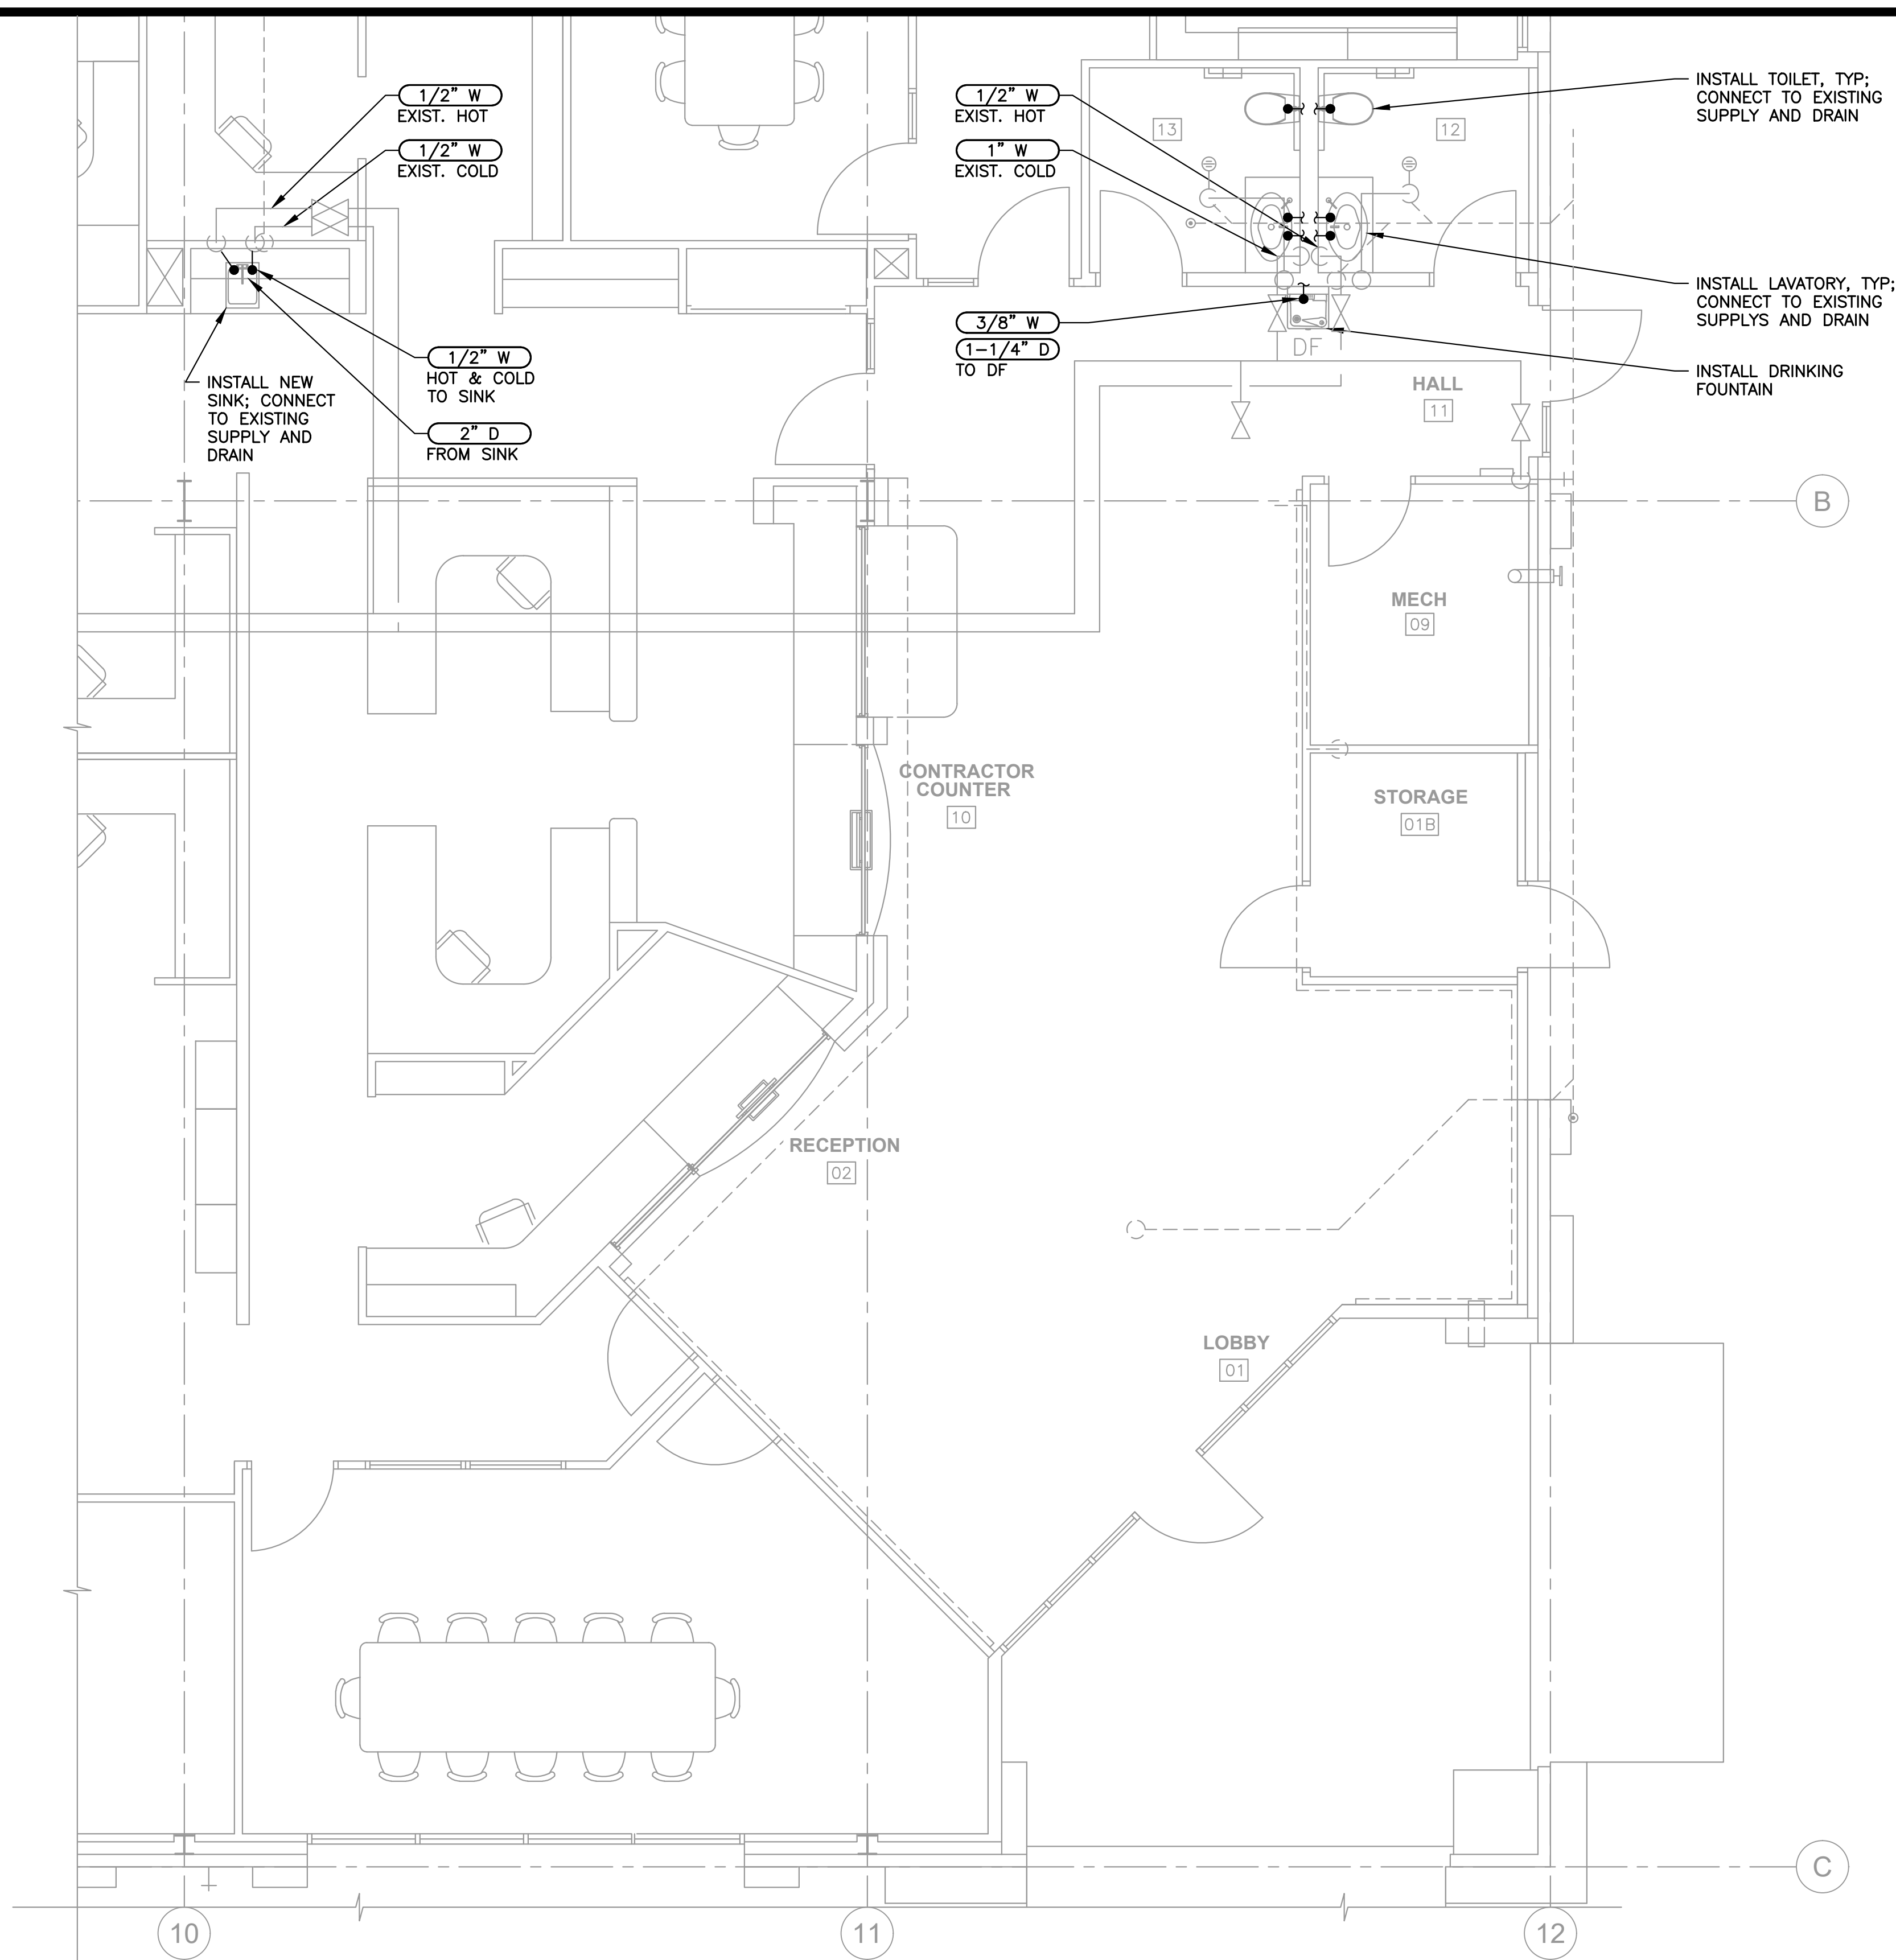 1/2" W
EXIST. HOT
1/2" W
EXIST. COLD
1/2" W
HOT & COLD
TO SINK
2" D
FROM SINK
INSTALL NEW
SINK; CONNECT
TO EXISTING
SUPPLY AND
DRAIN
1/2" W
EXIST. HOT
1" W
EXIST. COLD
3/8" W
1-1/4" D
TO DF
13
12
DF
INSTALL TOILET, TYP;
CONNECT TO EXISTING
SUPPLY AND DRAIN
INSTALL LAVATORY, TYP;
CONNECT TO EXISTING
SUPPLYS AND DRAIN
INSTALL DRINKING
FOUNTAIN
HALL
11
B
MECH
09
CONTRACTOR
COUNTER
10
STORAGE
01B
RECEPTION
02
LOBBY
01
C
10
11
12